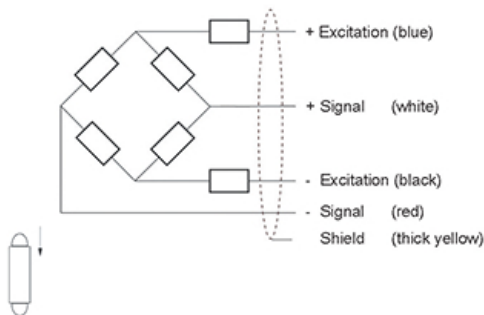 + Excitation (blue)
+ Signal (white)
- Excitation (black)
- Signal (red)
Shield (thick yellow)